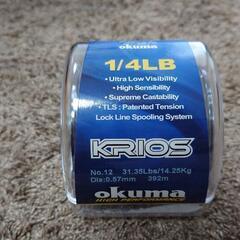 okuma
1/4LB
• Ultra Low Visibility
• High Sensibility
• Supreme Castability
• TLS : Patented Tension
Lock Line Spooling System
KRIOS
No.12 31.35Lbs/14.25Kg
Dia:0.57mm 392m
okuma
HIGH PERFORMANCE